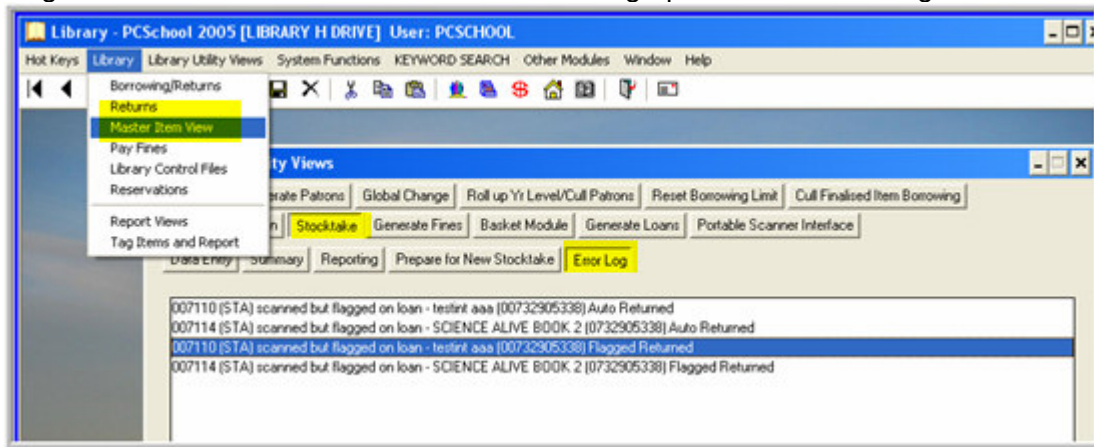 Library - PCSchool 2005 [LIBRARY H DRIVE] User: PCSCHOOL
Hot Keys Library Library Utility Views System Functions KEYWORD SEARCH Other Modules Window Help
Borrowing/Returns
Returns
Master Item View
Pay Fines
Library Control Files
Reservations
Report Views
Tag Items and Report
ity Views
erate Patrons Global Change Roll up Yr Level/Cull Patrons Reset Borrowing Limit Cull Finalised Item Borrowing
n Stocktake Generate Fines Basket Module Generate Loans Portable Scanner Interface
Data Entry Summary Reporting Prepare for New Stocktake Error Log
007110 (STA) scanned but flagged on loan - testint aaa (00732905338) Auto Returned
007114 (STA) scanned but flagged on loan - SCIENCE ALIVE BOOK 2 (0732905338) Auto Returned
007110 (STA) scanned but flagged on loan - testint aaa (00732905338) Flagged Returned
007114 (STA) scanned but flagged on loan - SCIENCE ALIVE BOOK 2 (0732905338) Flagged Returned